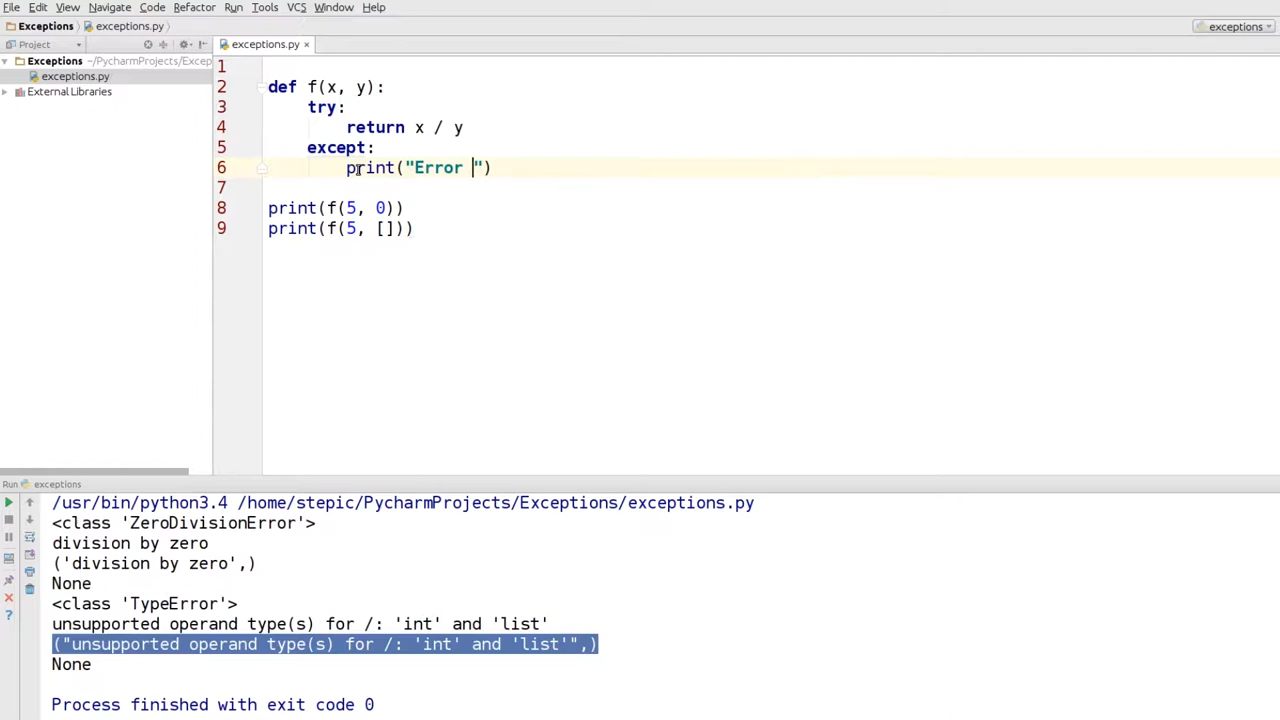 File Edit View Navigate Code Refactor Run Tools VCS Window Help
Exceptions exceptions.py exceptions
Project exceptions.py ×
Exceptions ~/PycharmProjects/Excep
exceptions.py
External Libraries
1
2 def f(x, y):
3 try:
4 return x / y
5 except:
6 print("Error ")
7
8 print(f(5, 0))
9 print(f(5, []))
Run exceptions
/usr/bin/python3.4 /home/stepic/PycharmProjects/Exceptions/exceptions.py
<class 'ZeroDivisionError'>
division by zero
('division by zero',)
None
<class 'TypeError'>
unsupported operand type(s) for /: 'int' and 'list'
("unsupported operand type(s) for /: 'int' and 'list'",)
None
Process finished with exit code 0